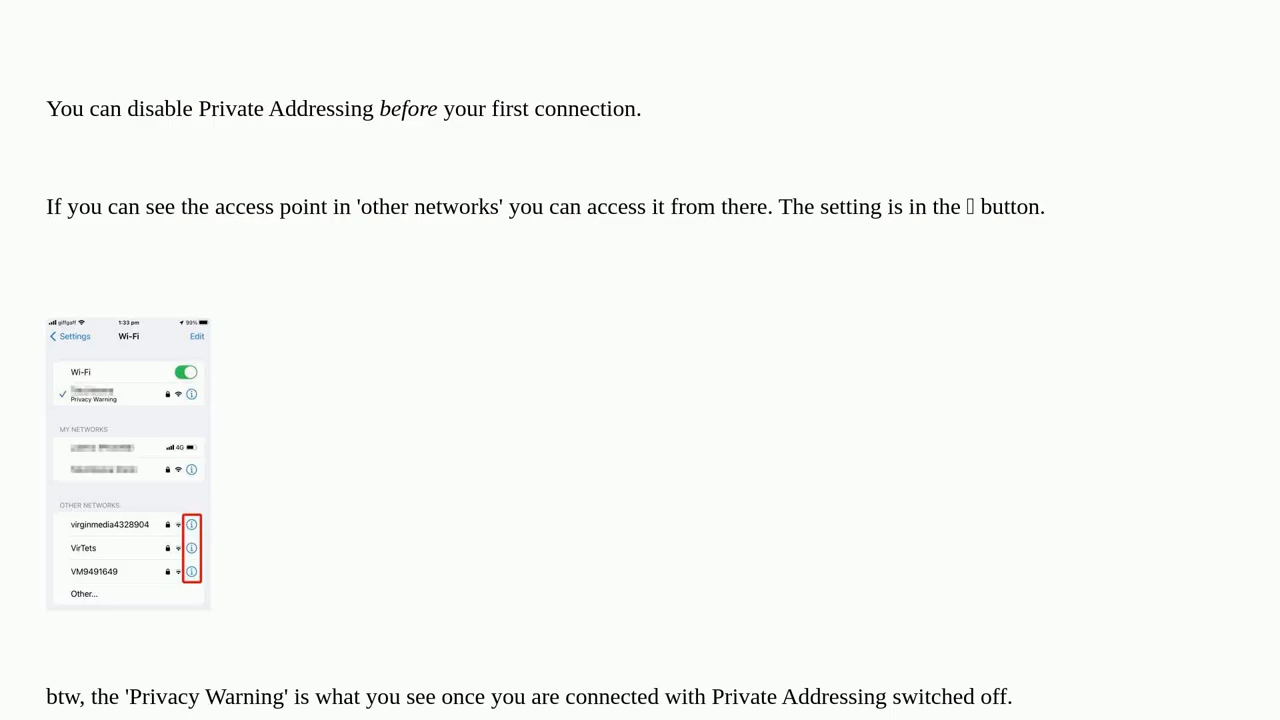 You can disable Private Addressing before your first connection.
If you can see the access point in 'other networks' you can access it from there. The setting is in the button.
giffgaff 1:33 pm 99%
Settings Wi-Fi Edit
Wi-Fi
Privacy Warning
MY NETWORKS
4G
OTHER NETWORKS
virginmedia4328904
VirTets
VM9491649
Other...
btw, the 'Privacy Warning' is what you see once you are connected with Private Addressing switched off.